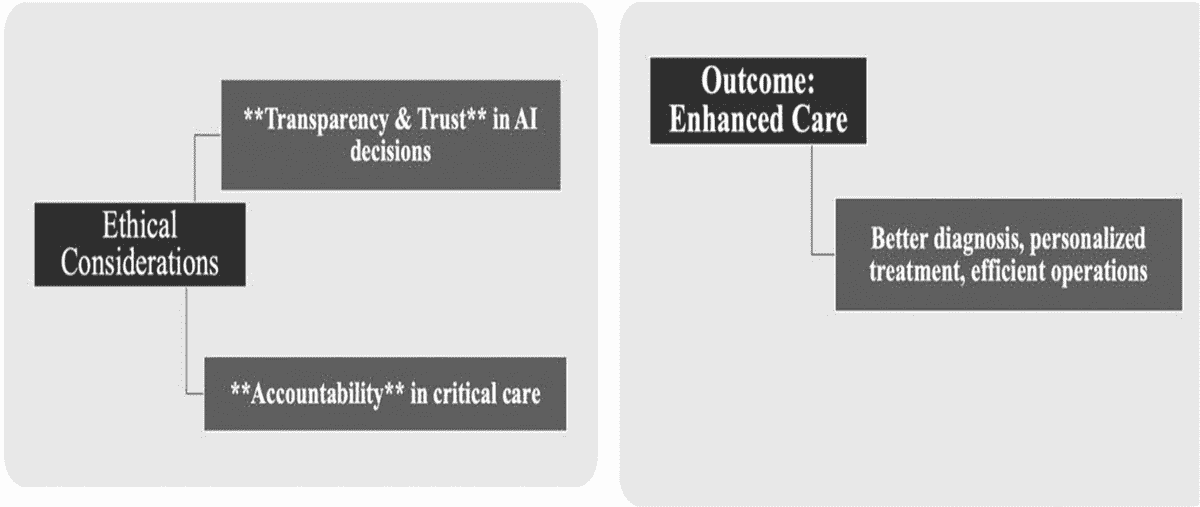 **Transparency & Trust** in AI
decisions
Ethical
Considerations
**Accountability** in critical care
Outcome:
Enhanced Care
Better diagnosis, personalized
treatment, efficient operations